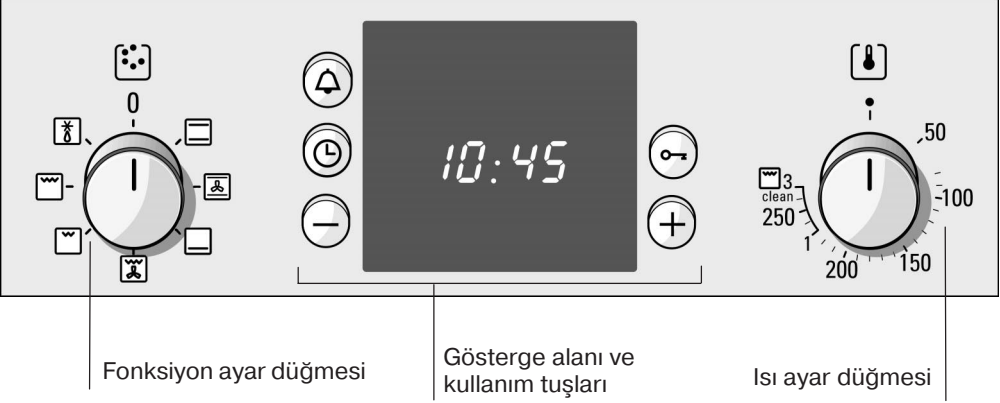 0
10:45
50
100
150
200
250
1
3
clean
Fonksiyon ayar düğmesi
Gösterge alanı ve
kullanım tuşları
Isı ayar düğmesi